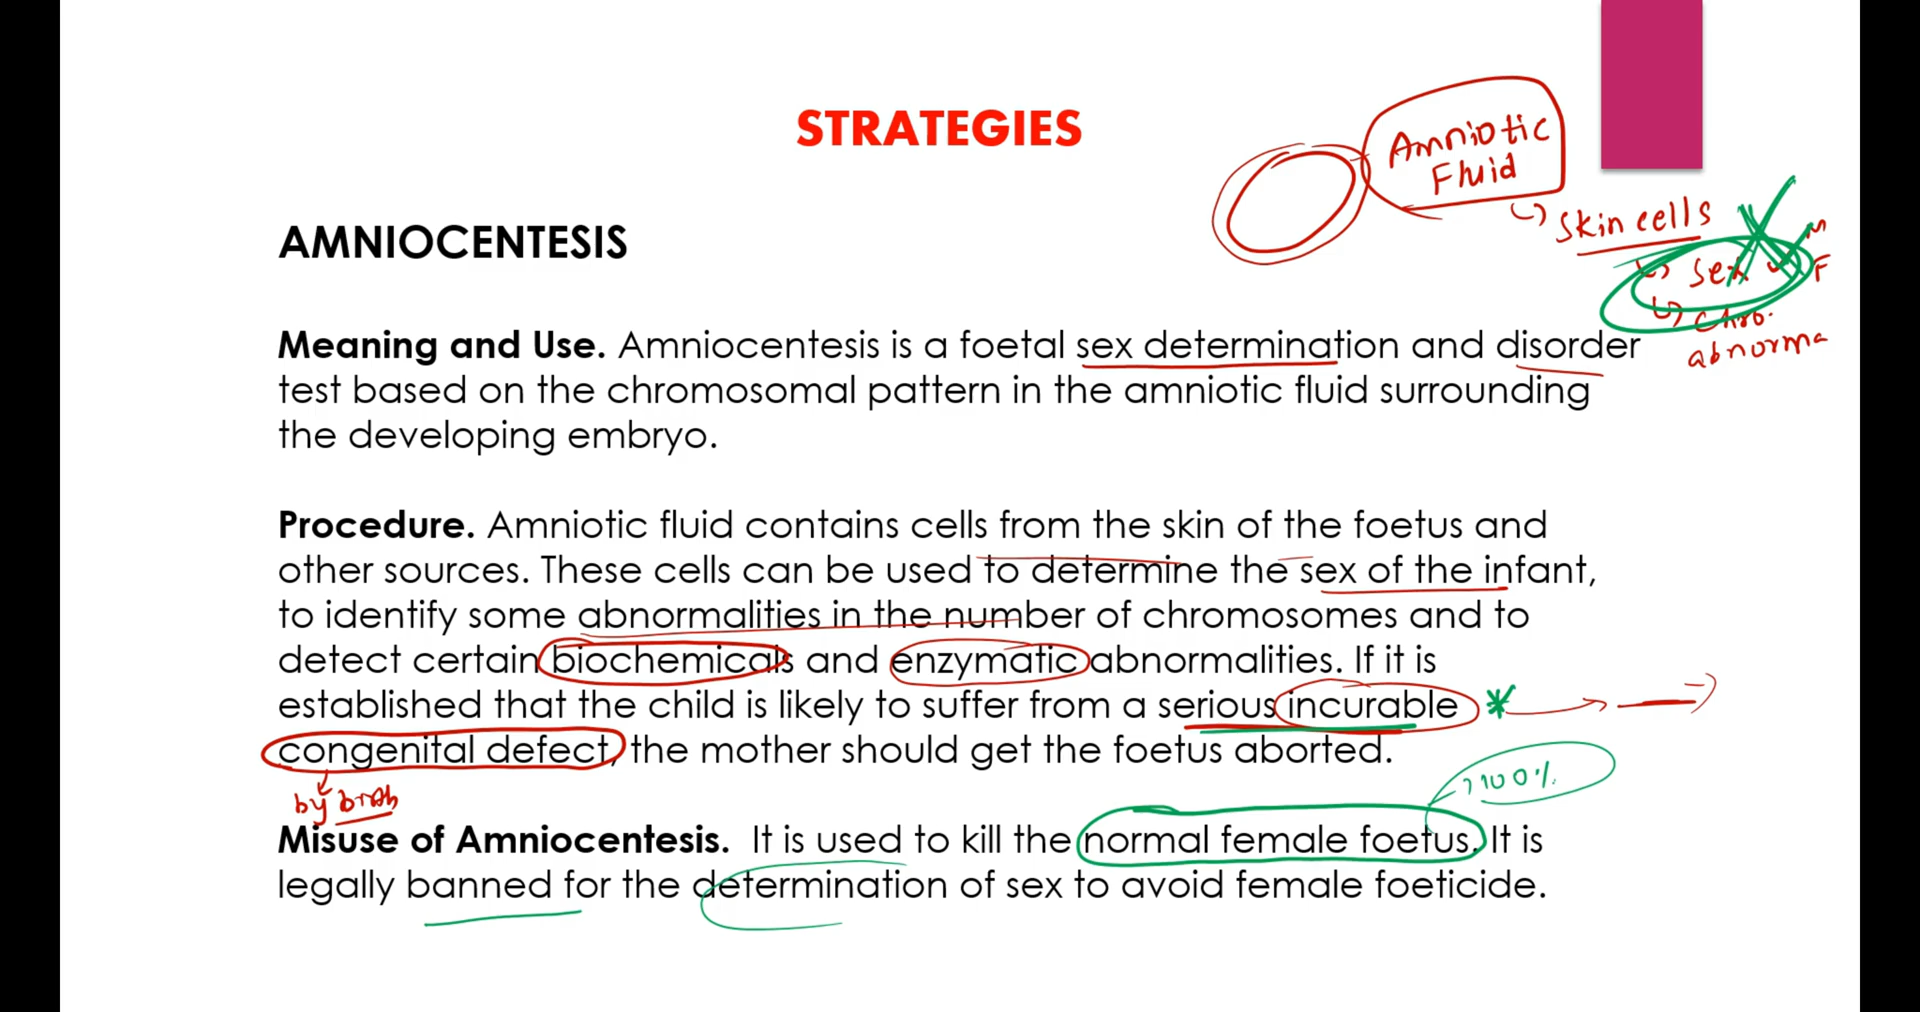 STRATEGIES
Amniotic
Fluid
Skin cells
M
Sex
F
Chro.
abnorma
AMNIOCENTESIS
Meaning and Use. Amniocentesis is a foetal sex determination and disorder
test based on the chromosomal pattern in the amniotic fluid surrounding
the developing embryo.
Procedure. Amniotic fluid contains cells from the skin of the foetus and
other sources. These cells can be used to determine the sex of the infant,
to identify some abnormalities in the number of chromosomes and to
detect certain biochemicals and enzymatic abnormalities. If it is
established that the child is likely to suffer from a serious incurable
congenital defect, the mother should get the foetus aborted.
100%
by
Misuse of Amniocentesis. It is used to kill the normal female foetus. It is
legally banned for the determination of sex to avoid female foeticide.